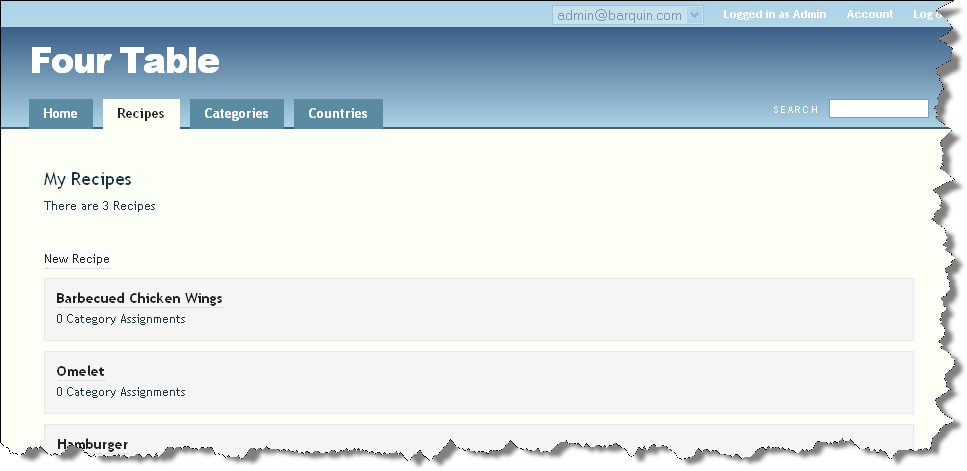 admin@barquin.com Logged in as Admin Account Log
Four Table
Home Recipes Categories Countries SEARCH
My Recipes
There are 3 Recipes
New Recipe
Barbecued Chicken Wings
0 Category Assignments
Omelet
0 Category Assignments
Hamburger